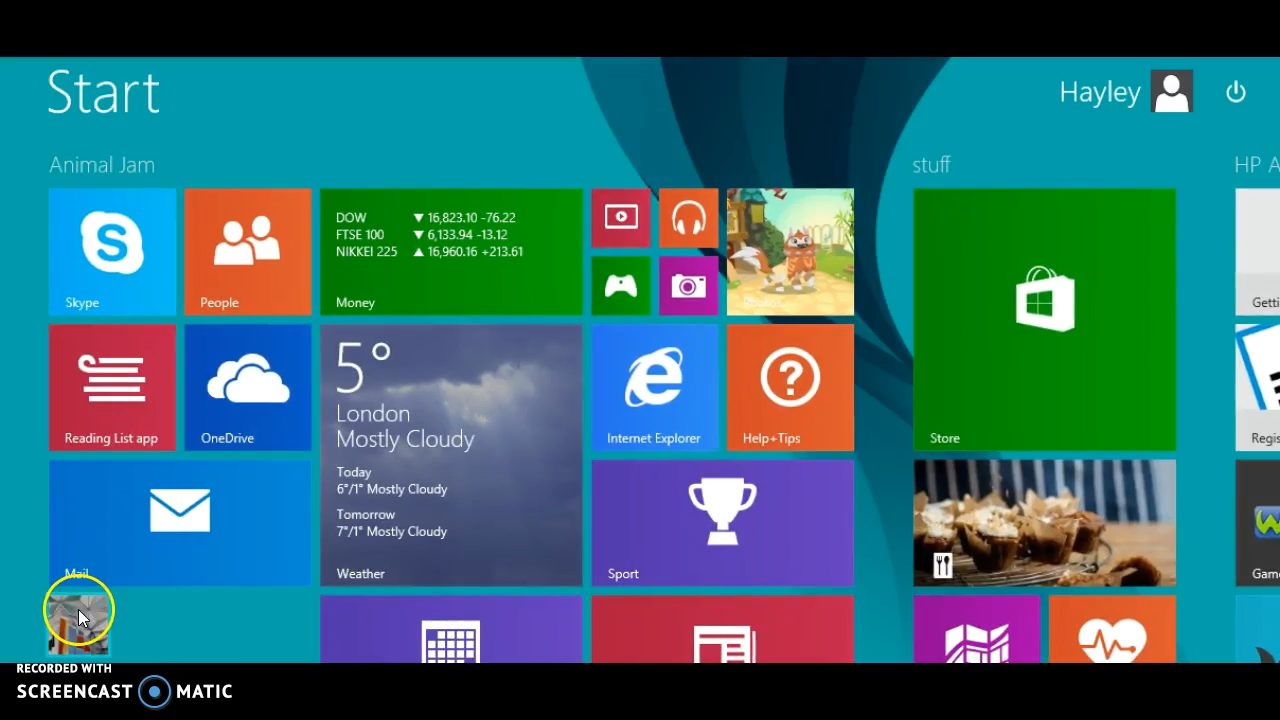 Start
Hayley
Animal Jam
stuff
HP A
Skype
People
DOW ▼ 16,823.10 -76.22
FTSE 100 ▼ 6,133.94 -13.12
NIKKEI 225 ▲ 16,960.16 +213.61
Money
Reading List app
OneDrive
5°
London
Mostly Cloudy
Today
6°/1° Mostly Cloudy
Tomorrow
7°/1° Mostly Cloudy
Weather
Internet Explorer
Help+Tips
Mail
Sport
Store
Getti
Regis
Gam
RECORDED WITH
SCREENCAST MATIC